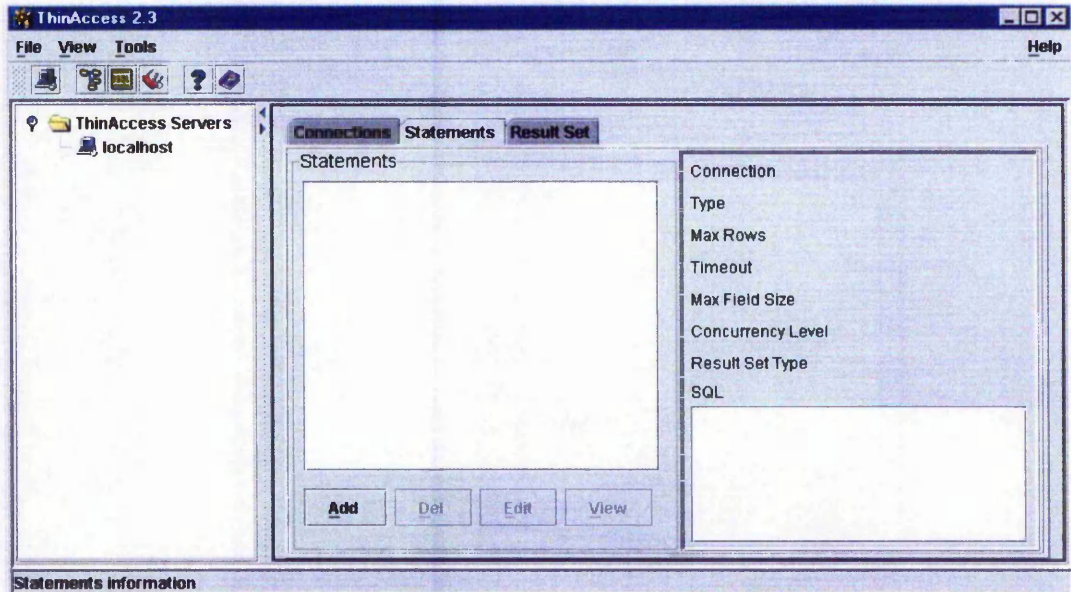 ThinAccess 2.3
File View Tools Help
ThinAccess Servers
localhost
Connections Statements Result Set
Statements
Connection
Type
Max Rows
Timeout
Max Field Size
Concurrency Level
Result Set Type
SQL
Add Del Edit View
Statements information